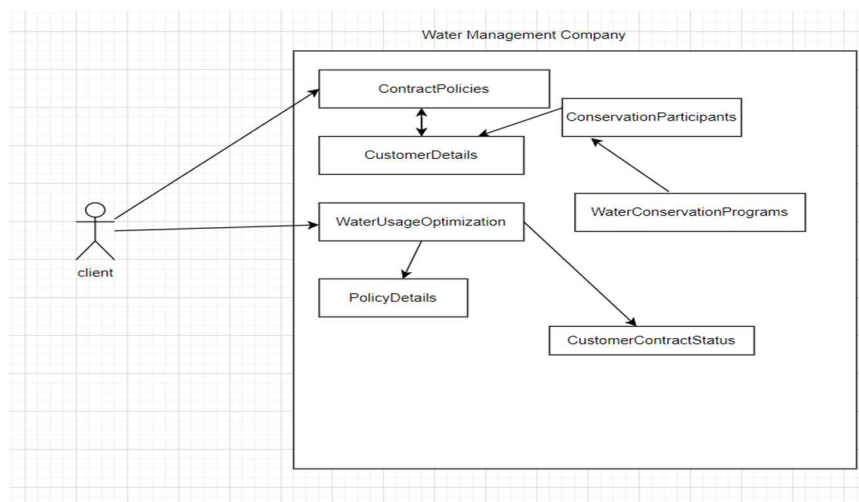 Water Management Company
ContractPolicies
ConservationParticipants
CustomerDetails
WaterConservationPrograms
WaterUsageOptimization
client
PolicyDetails
CustomerContractStatus